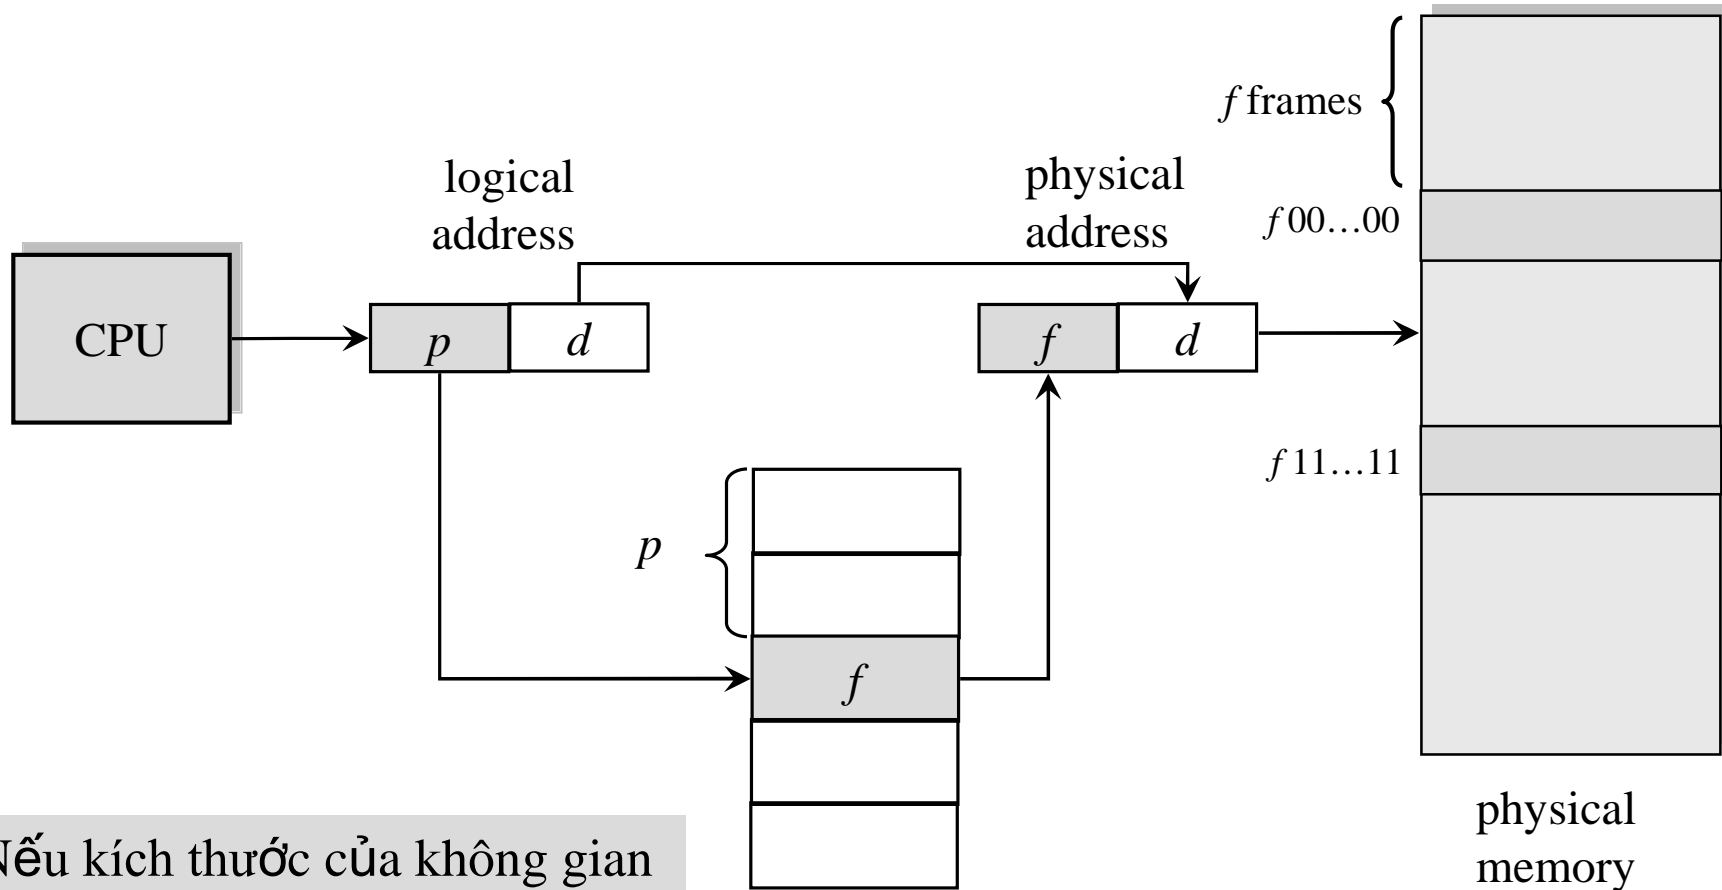 f frames
logical
address
physical
address
f 00…00
CPU
p
d
f
d
f 11…11
p
f
Nếu kích thước của không gian
physical
memory